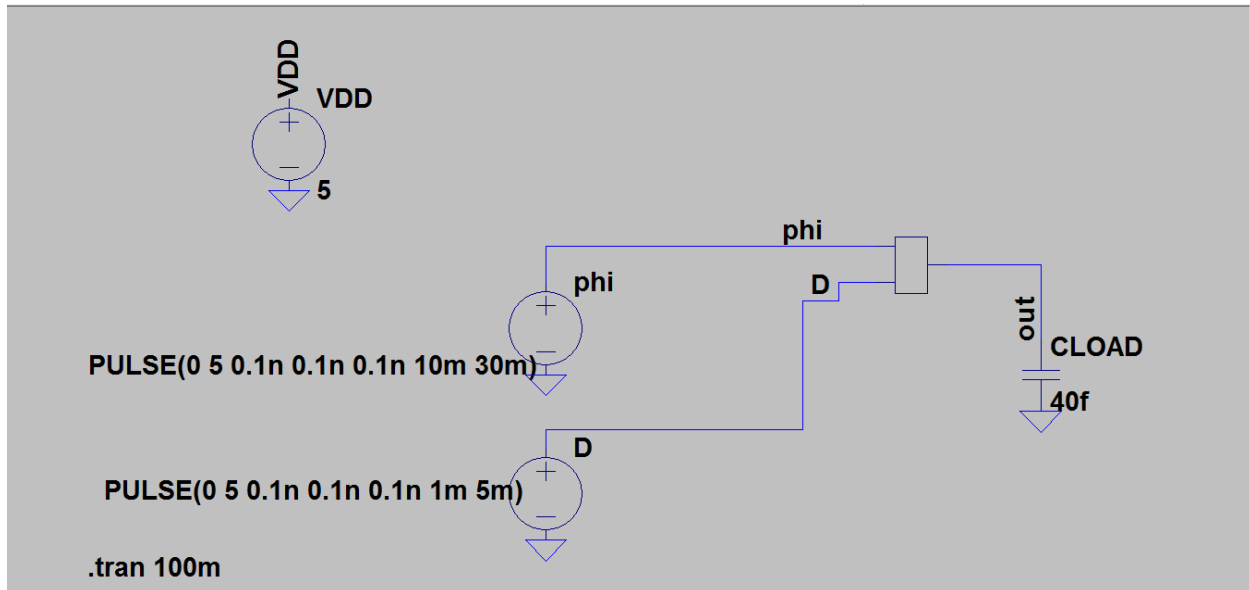 VDD
VDD
5
phi
phi
D
out
CLOAD
40f
PULSE(0 5 0.1n 0.1n 0.1n 10m 30m)
D
PULSE(0 5 0.1n 0.1n 0.1n 1m 5m)
.tran 100m